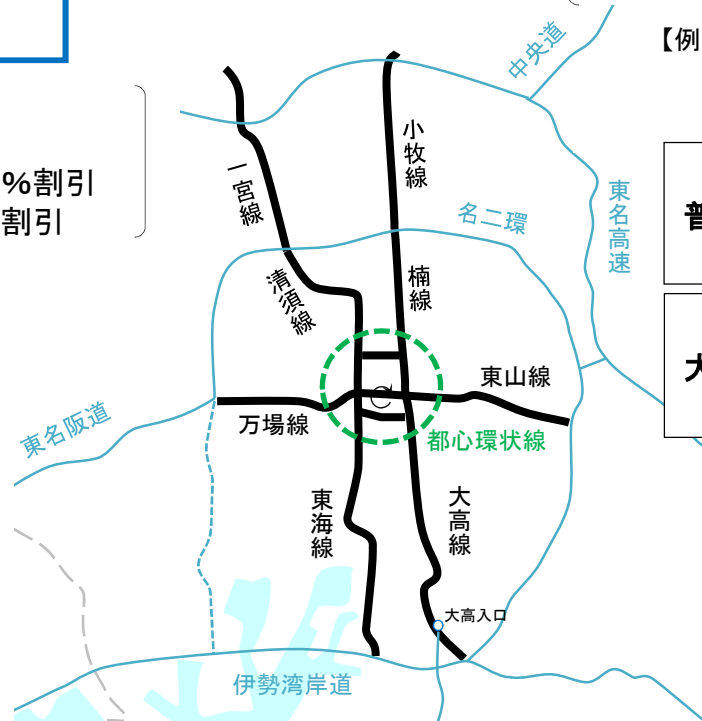 中央道
【例
小牧線
%割引
割引
一宮線
東名高速
名二環
普
清須線
楠線
大
東山線
万場線
都心環状線
東名阪道
東海線
大高線
大高入口
伊勢湾岸道